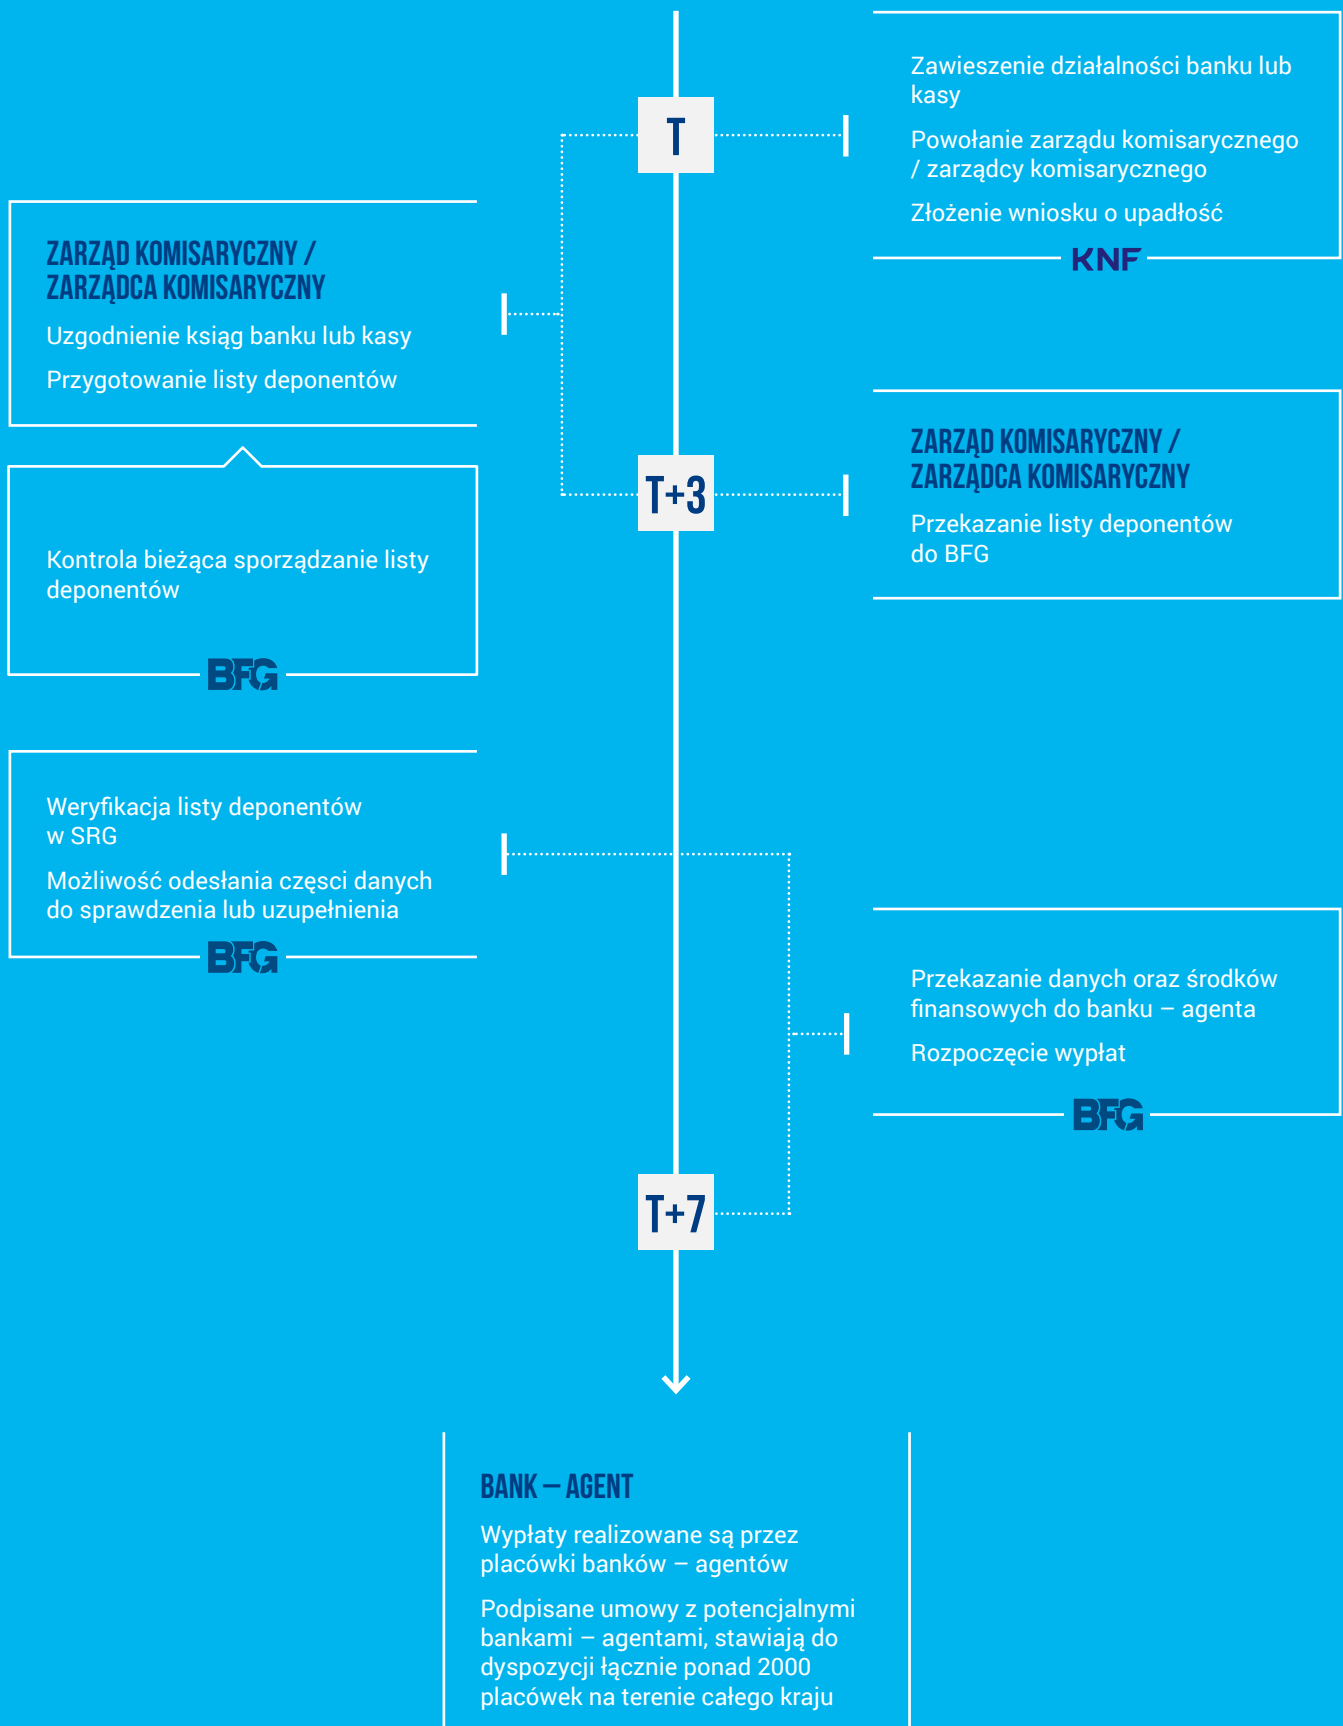 T
Zawieszenie działalności banku lub
kasy
Powołanie zarządu komisarycznego
/ zarządcy komisarycznego
Złożenie wniosku o upadłość
KNF
ZARZĄD KOMISARYCZNY /
ZARZĄDCA KOMISARYCZNY
Uzgodnienie ksiąg banku lub kasy
Przygotowanie listy deponentów
Kontrola bieżąca sporządzanie listy
deponentów
BFG
T+3
ZARZĄD KOMISARYCZNY /
ZARZĄDCA KOMISARYCZNY
Przekazanie listy deponentów
do BFG
Weryfikacja listy deponentów
w SRG
Możliwość odesłania częsci danych
do sprawdzenia lub uzupełnienia
BFG
Przekazanie danych oraz środków
finansowych do banku – agenta
Rozpoczęcie wypłat
BFG
T+7
BANK – AGENT
Wypłaty realizowane są przez
placówki banków – agentów
Podpisane umowy z potencjalnymi
bankami – agentami, stawiają do
dyspozycji łącznie ponad 2000
placówek na terenie całego kraju